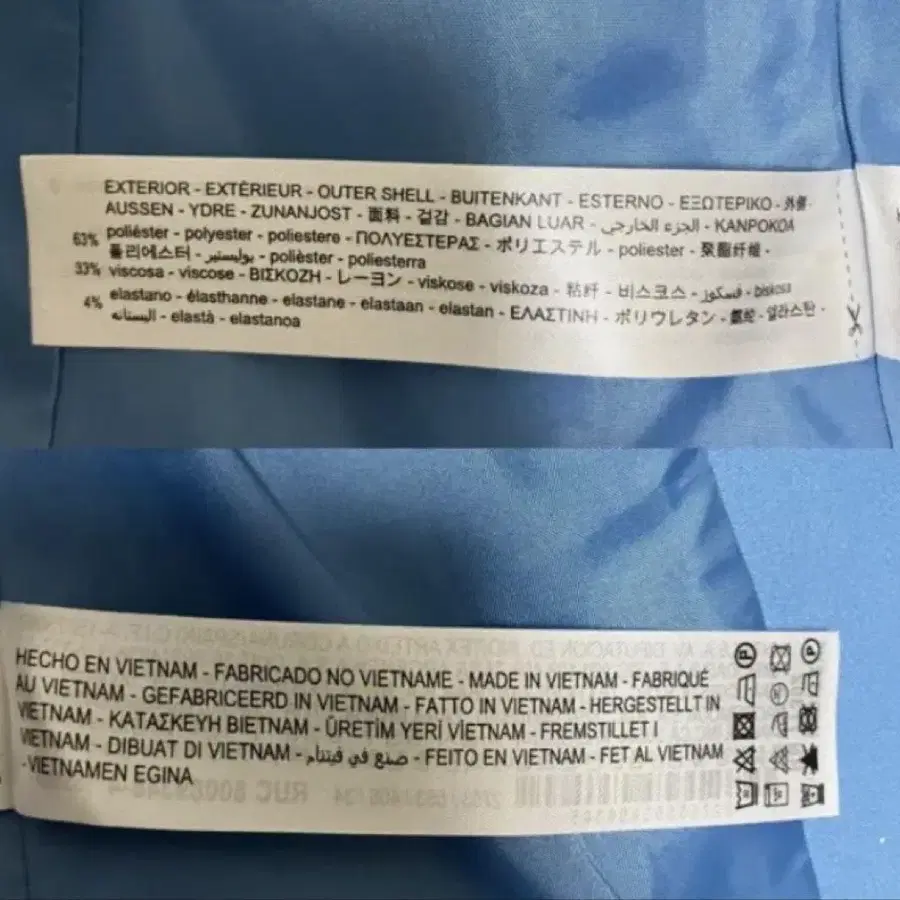 EXTERIOR - EXTÉRIEUR - OUTER SHELL - BUITENKANT - ESTERNO - ΕΞΩΤΕΡΙΚΟ - 外層 -
AUSSEN - YDRE - ZUNANJOST - 面料 - 겉감 - BAGIAN LUAR - الجزء الخارجي - KANPOKOA
63% poliéster - polyester - poliestere - ΠΟΛΥΕΣΤΕΡΑΣ - ポリエステル - poliester - 聚酯纤维 -
폴리에스터 - بوليستير - polièster - poliesterra
33% viscosa - viscose - ΒΙΣΚΟΖΗ - レーヨン - viskose - viskoza - 粘纤 - 비스코스 - فسكوز - biskosa
4% elastano - élasthanne - elastane - elastaan - elastan - ΕΛΑΣΤΙΝΗ - ポリウレタン - 氨纶 - 엘라스탄 -
اليستانه - elastà - elastanoa
HECHO EN VIETNAM - FABRICADO NO VIETNAME - MADE IN VIETNAM - FABRIQUÉ
AU VIETNAM - GEFABRICEERD IN VIETNAM - FATTO IN VIETNAM - HERGESTELLT IN
VIETNAM - ΚΑΤΑΣΚΕΥΗ ΒΙΕΤΝΑΜ - ÜRETİM YERİ VİETNAM - FREMSTILLET I
VIETNAM - DIBUAT DI VIETNAM - صنع في فيتنام - FEITO EN VIETNAM - FET AL VIETNAM
- VIETNAMEN EGINA